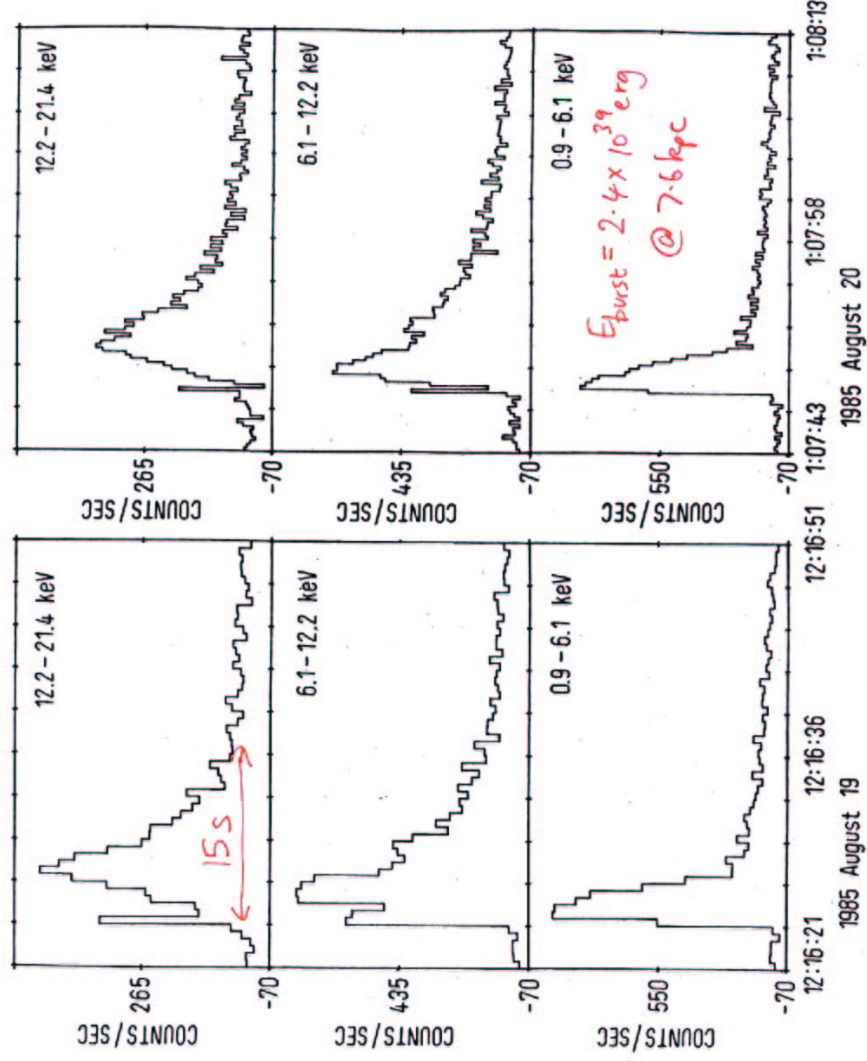 12.2-21.4 keV
COUNTS/SEC
265
-70
15s
6.1-12.2 keV
COUNTS/SEC
435
-70
0.9-6.1 keV
COUNTS/SEC
550
-70
12:16:21
12:16:36
12:16:51
1985 August 19
12.2-21.4 keV
COUNTS/SEC
265
-70
6.1-12.2 keV
COUNTS/SEC
435
-70
0.9-6.1 keV
E burst = 2.4 x 10^39 erg
@ 7.6 kpc
COUNTS/SEC
550
-70
1:07:43
1:07:58
1:08:13
1985 August 20